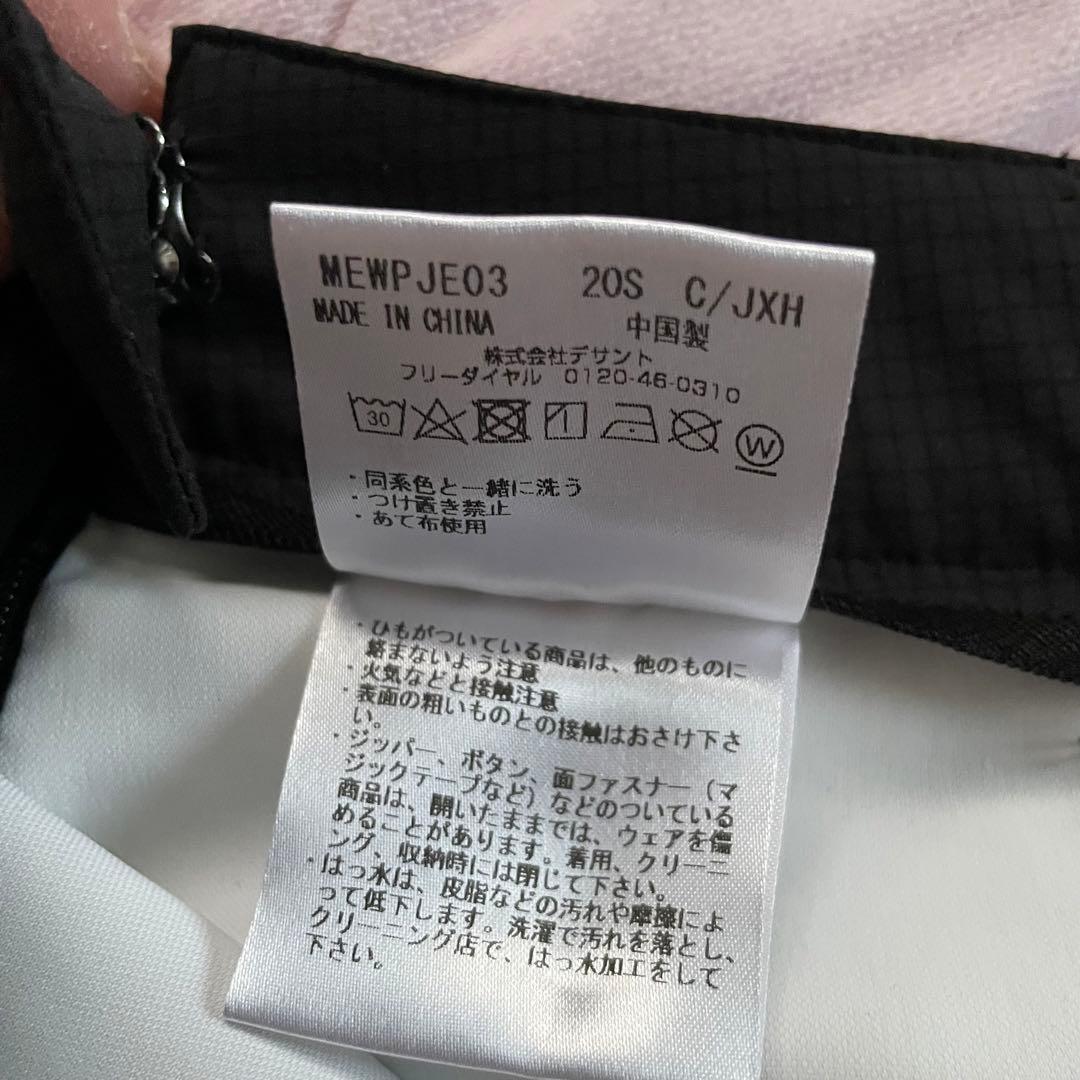 MEWPJE03 20S C/JXH
MADE IN CHINA 中国製
株式会社デサント
フリーダイヤル 0120-46-0310
30
W
・同系色と一緒に洗う
・つけ置き禁止
・あて布使用
・ひもがついている商品は、他のものに
絡まないよう注意
・火気などと接触注意
・表面の粗いものとの接触はおさけ下さ
い。
・ジッパー、ボタン、面ファスナー（マ
ジックテープなど）などのついている
商品は、開いたままでは、ウェアを傷
めることがあります。着用、クリーニ
ング、収納時には閉じて下さい。
・はっ水は、皮脂などの汚れや摩擦によ
って低下します。洗濯で汚れを落とし、
クリーニング店で、はっ水加工をして
下さい。